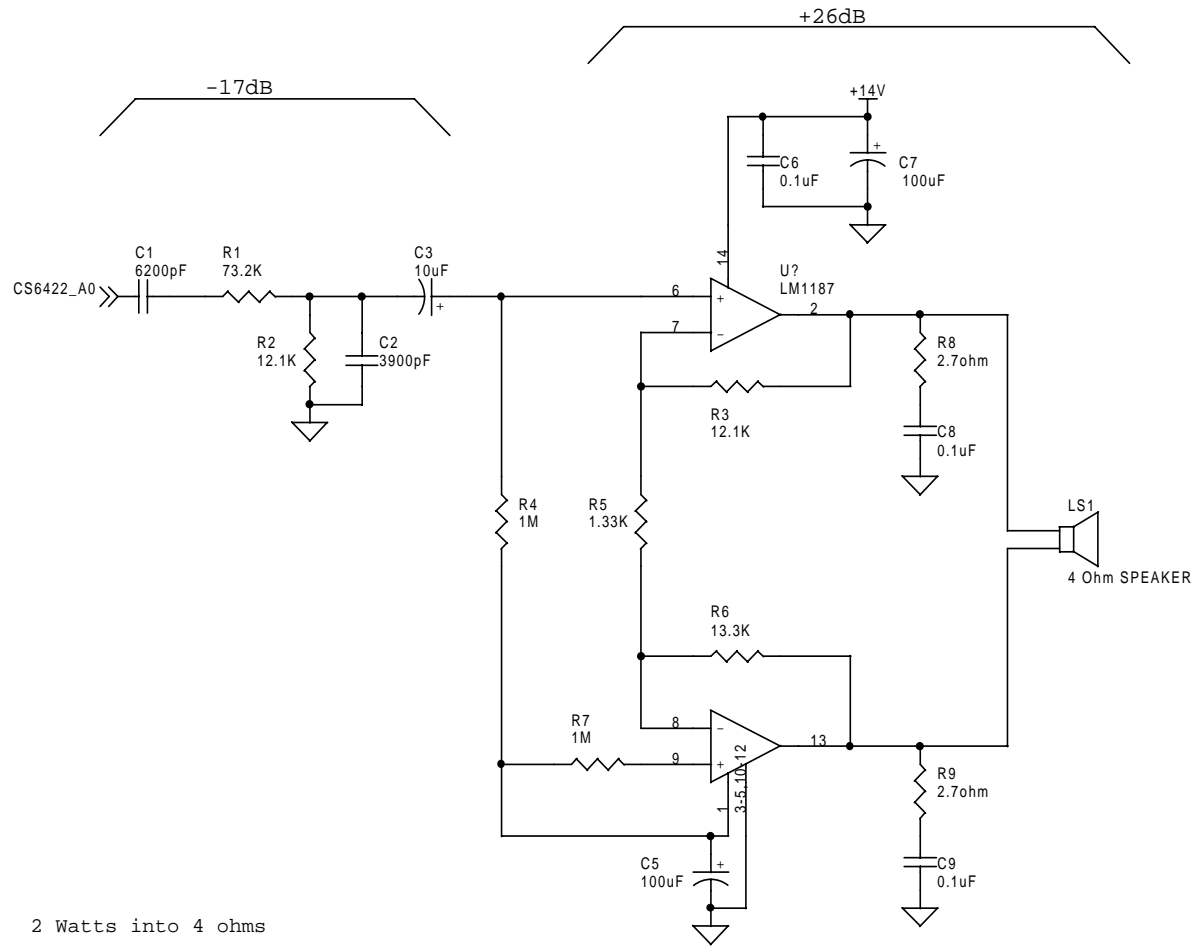 +26dB
-17dB
+14V
C6
0.1uF
C7
100uF
C1
6200pF
R1
73.2K
C3
10uF
CS6422_A0
+
14
U?
LM1187
6
+
2
7
-
R2
12.1K
C2
3900pF
R8
2.7ohm
R3
12.1K
C8
0.1uF
R4
1M
R5
1.33K
LS1
4 Ohm SPEAKER
R6
13.3K
R7
1M
8
-
13
9
+
1
3-5,10-12
R9
2.7ohm
C5
100uF
+
C9
0.1uF
2 Watts into 4 ohms